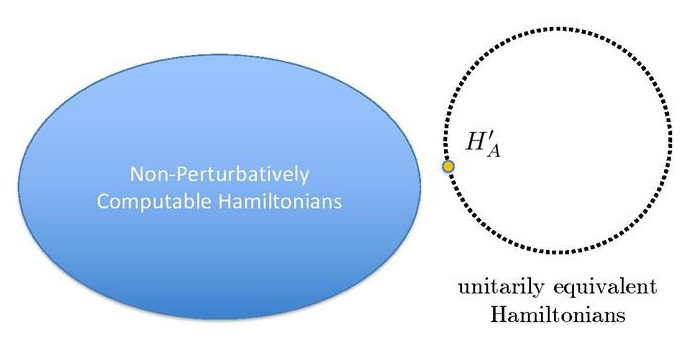 Non-Perturbatively
Computable Hamiltonians
H′_A
unitarily equivalent
Hamiltonians